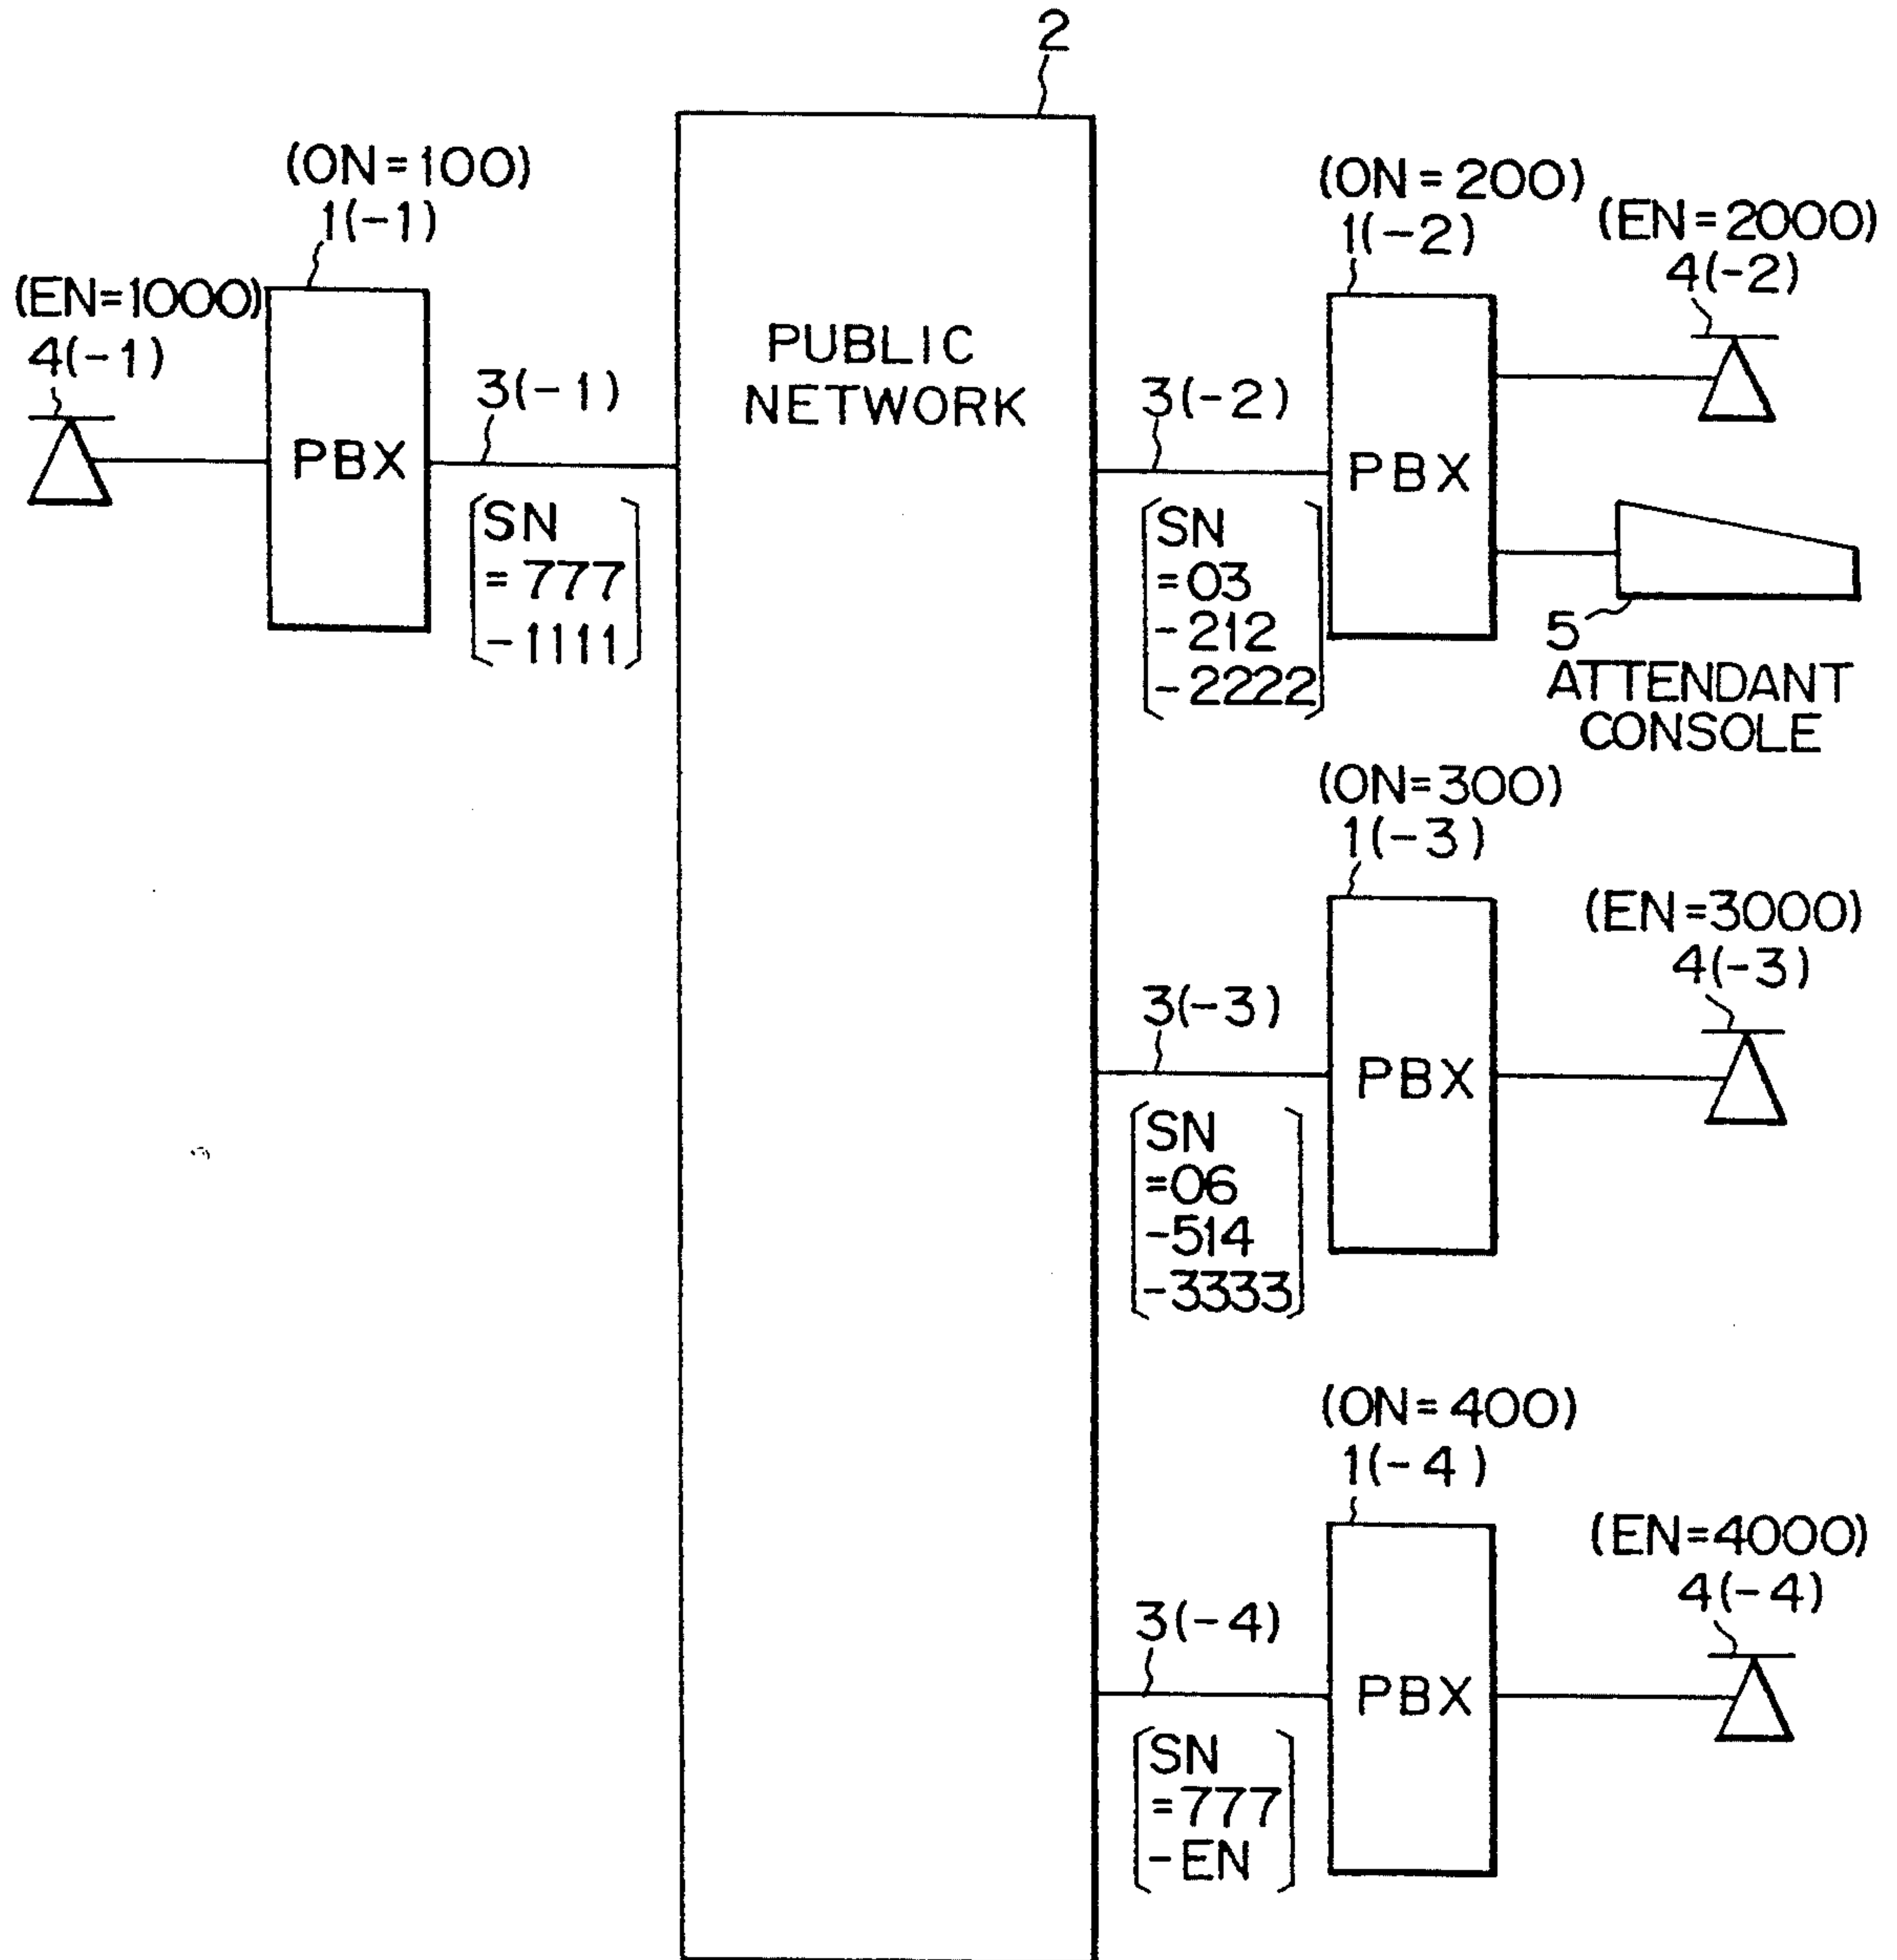 2
(ON=100)
1(-1)
(EN=1000)
4(-1)
PBX
3(-1)
SN
=777
-1111
PUBLIC
NETWORK
(ON=200)
1(-2)
(EN=2000)
4(-2)
3(-2)
PBX
SN
=03
-212
-2222
5
ATTENDANT
CONSOLE
(ON=300)
1(-3)
(EN=3000)
4(-3)
3(-3)
PBX
SN
=06
-514
-3333
(ON=400)
1(-4)
(EN=4000)
4(-4)
3(-4)
PBX
SN
=777
-EN